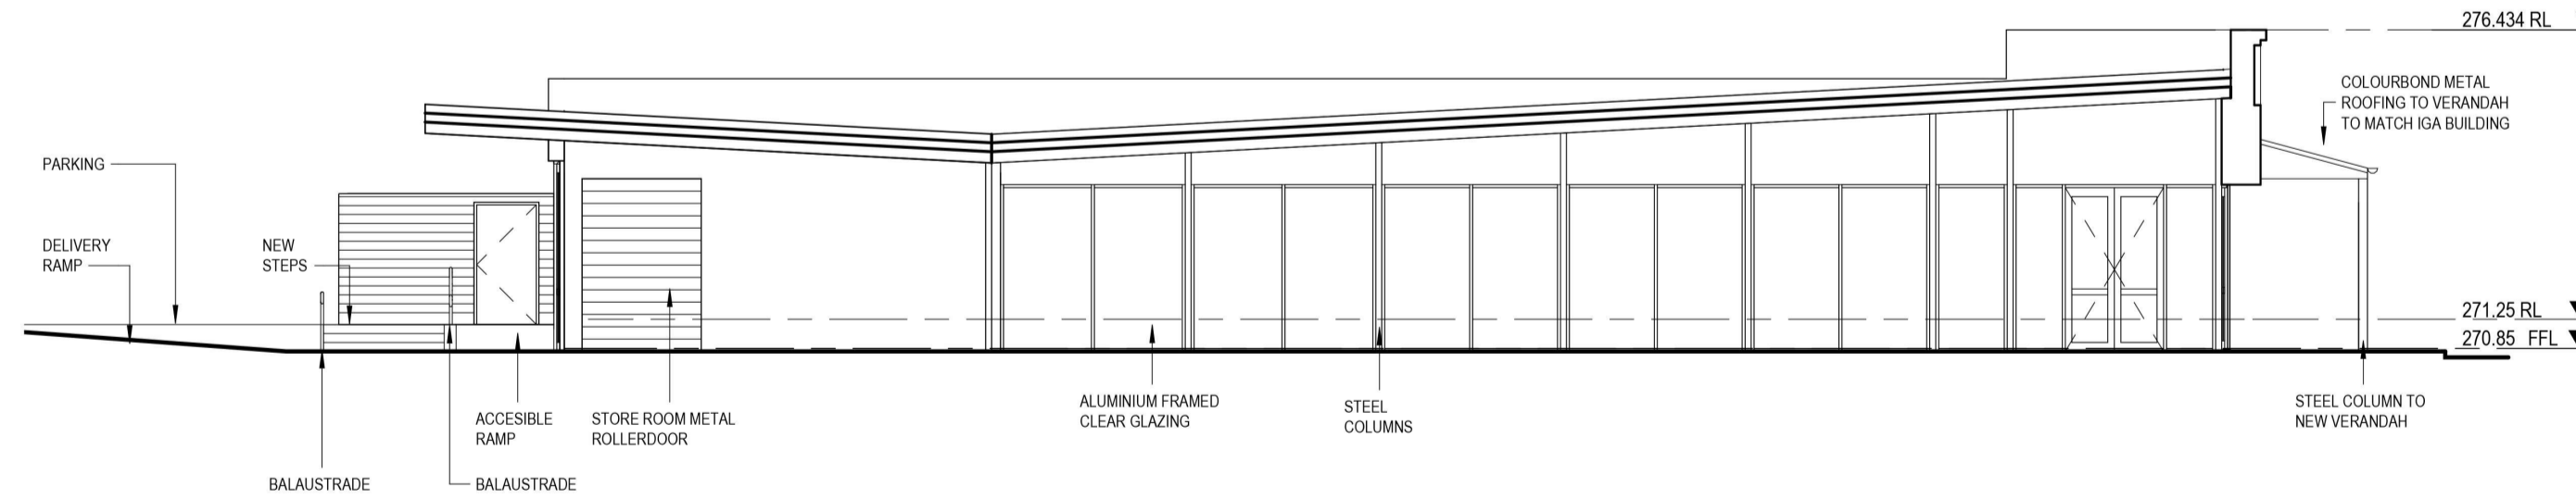 276.434 RL
COLOURBOND METAL
ROOFING TO VERANDAH
TO MATCH IGA BUILDING
PARKING
DELIVERY
RAMP
NEW
STEPS
271.25 RL
270.85 FFL
ACCESIBLE
RAMP
STORE ROOM METAL
ROLLERDOOR
ALUMINIUM FRAMED
CLEAR GLAZING
STEEL
COLUMNS
STEEL COLUMN TO
NEW VERANDAH
BALAUSTRADE
BALAUSTRADE